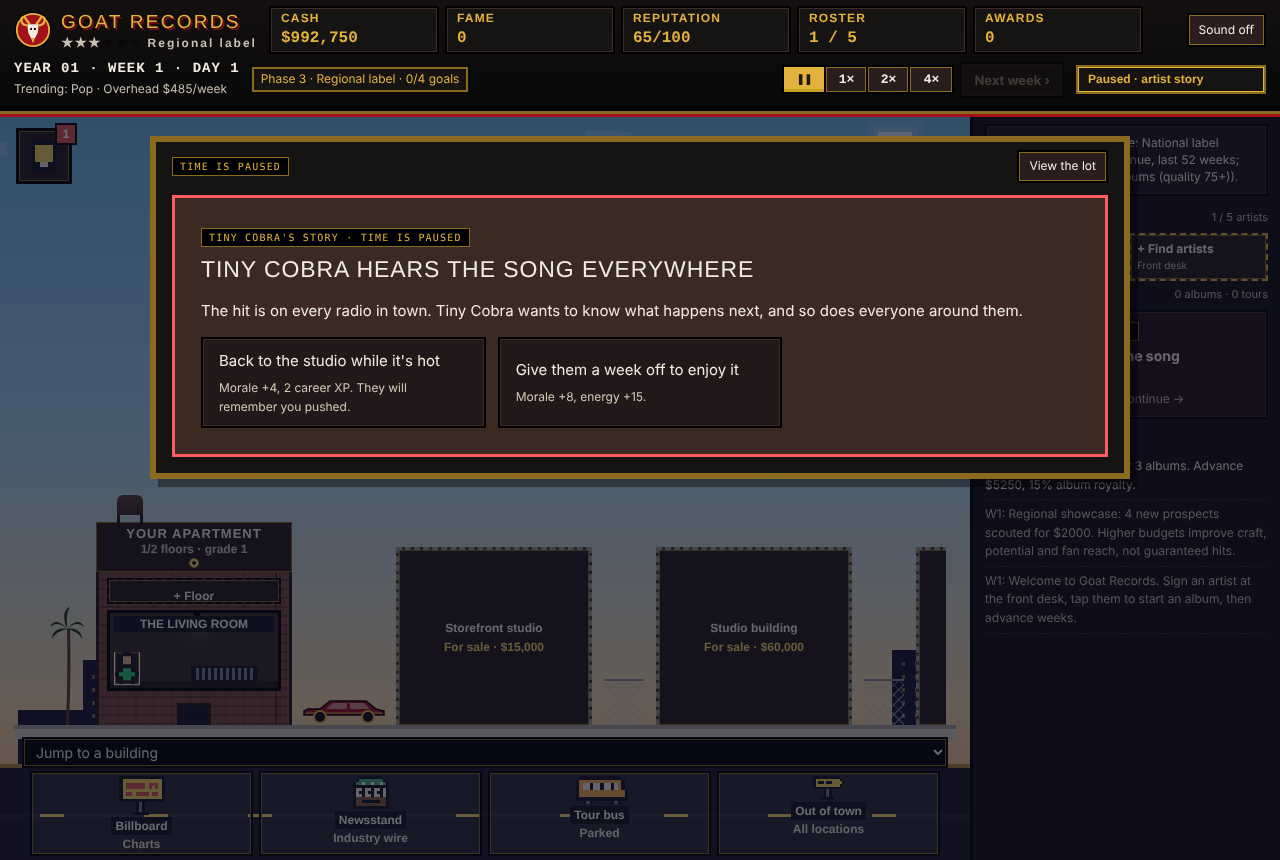 GOAT RECORDS
★★★★★★ Regional label
CASH
$992,750
FAME
0
REPUTATION
65/100
ROSTER
1 / 5
AWARDS
0
Sound off
YEAR 01 · WEEK 1 · DAY 1
Trending: Pop · Overhead $485/week
Phase 3 · Regional label · 0/4 goals
1×
2×
4×
Next week ›
Paused · artist story
1
TIME IS PAUSED
View the lot
TINY COBRA'S STORY · TIME IS PAUSED
TINY COBRA HEARS THE SONG EVERYWHERE
The hit is on every radio in town. Tiny Cobra wants to know what happens next, and so does everyone around them.
Back to the studio while it's hot
Morale +4, 2 career XP. They will
remember you pushed.
Give them a week off to enjoy it
Morale +8, energy +15.
National label
last 52 weeks;
(quality 75+)).
1 / 5 artists
+ Find artists
Front desk
0 albums · 0 tours
song
3 albums. Advance
$5250, 15% album royalty.
W1: Regional showcase: 4 new prospects
scouted for $2000. Higher budgets improve craft,
potential and fan reach, not guaranteed hits.
W1: Welcome to Goat Records. Sign an artist at
the front desk, tap them to start an album, then
advance weeks.
YOUR APARTMENT
1/2 floors · grade 1
+ Floor
THE LIVING ROOM
Storefront studio
For sale · $15,000
Studio building
For sale · $60,000
Jump to a building
Billboard
Charts
Newsstand
Industry wire
Tour bus
Parked
Out of town
All locations